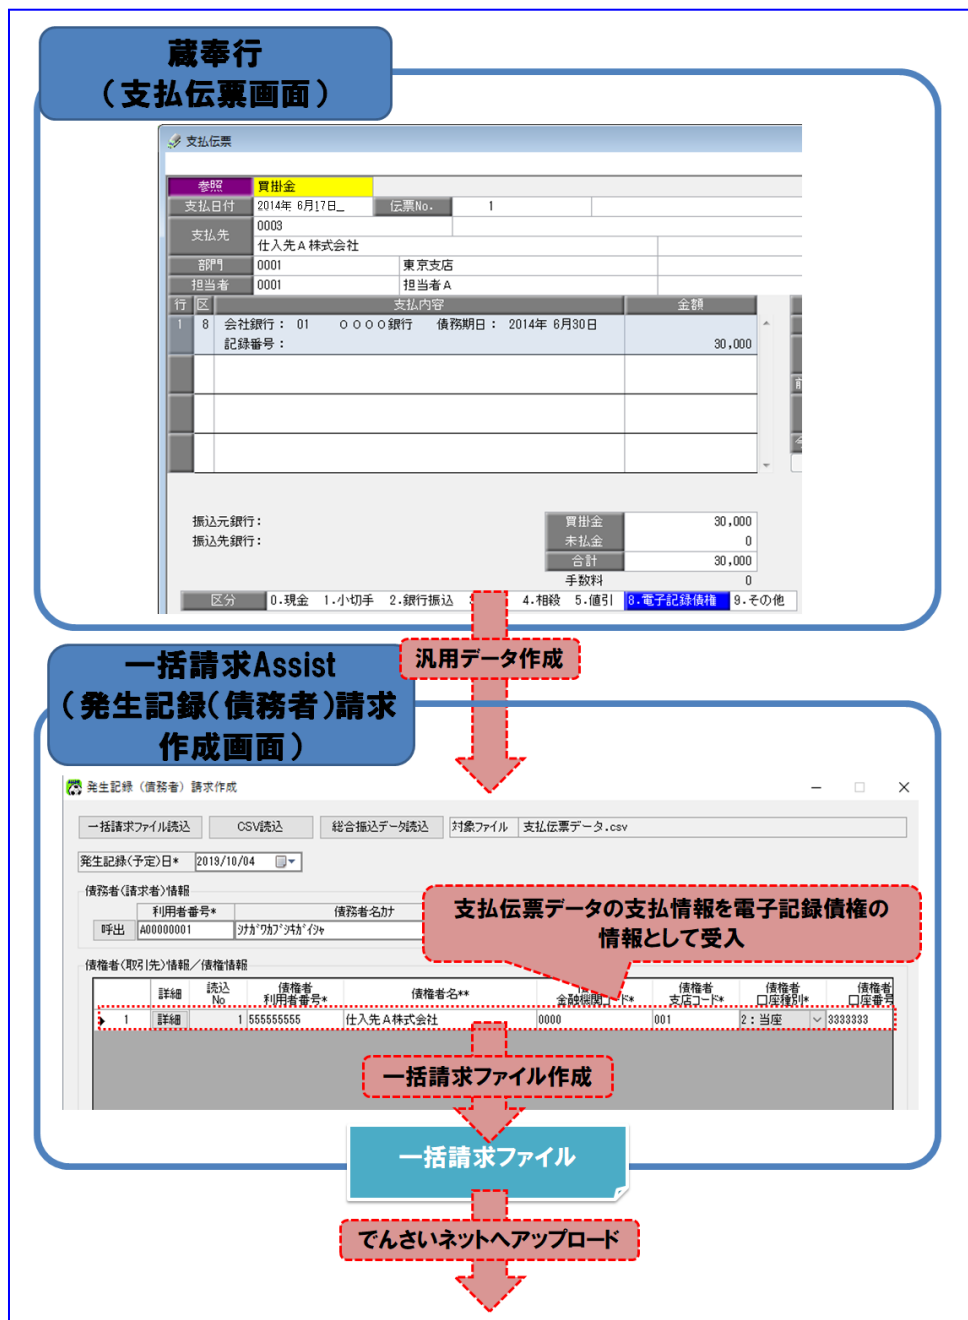 蔵奉行
（支払伝票画面）
支払伝票
参照 買掛金
支払日付 2014年 6月17日_ 伝票No. 1
支払先 0003
仕入先Ａ株式会社
部門 0001 東京支店
担当者 0001 担当者Ａ
行 区 支払内容 金額
1 8 会社銀行： 01 ○○○○銀行 債務期日： 2014年 6月30日
記録番号： 30,000
振込元銀行：
振込先銀行：
買掛金 30,000
未払金 0
合計 30,000
手数料 0
区分 0.現金 1.小切手 2.銀行振込 4.相殺 5.値引 8.電子記録債権 9.その他
汎用データ作成
一括請求Assist
（発生記録(債務者)請求
作成画面）
発生記録（債務者）請求作成
一括請求ファイル読込 CSV読込 総合振込データ読込 対象ファイル 支払伝票データ.csv
発生記録(予定)日* 2019/10/04
債務者(請求者)情報
利用者番号* 債務者名カナ
呼出 A00000001 ｼﾅｶﾞﾜｶﾌﾞｼｷｶﾞｲｼｬ
支払伝票データの支払情報を電子記録債権の
情報として受入
債権者(取引先)情報／債権情報
詳細 読込No 債権者利用者番号* 債権者名** 金融機関コード* 債権者支店コード* 債権者口座種別* 債権者口座番号
1 詳細 1 555555555 仕入先Ａ株式会社 0000 001 2：当座 3333333
一括請求ファイル作成
一括請求ファイル
でんさいネットへアップロード